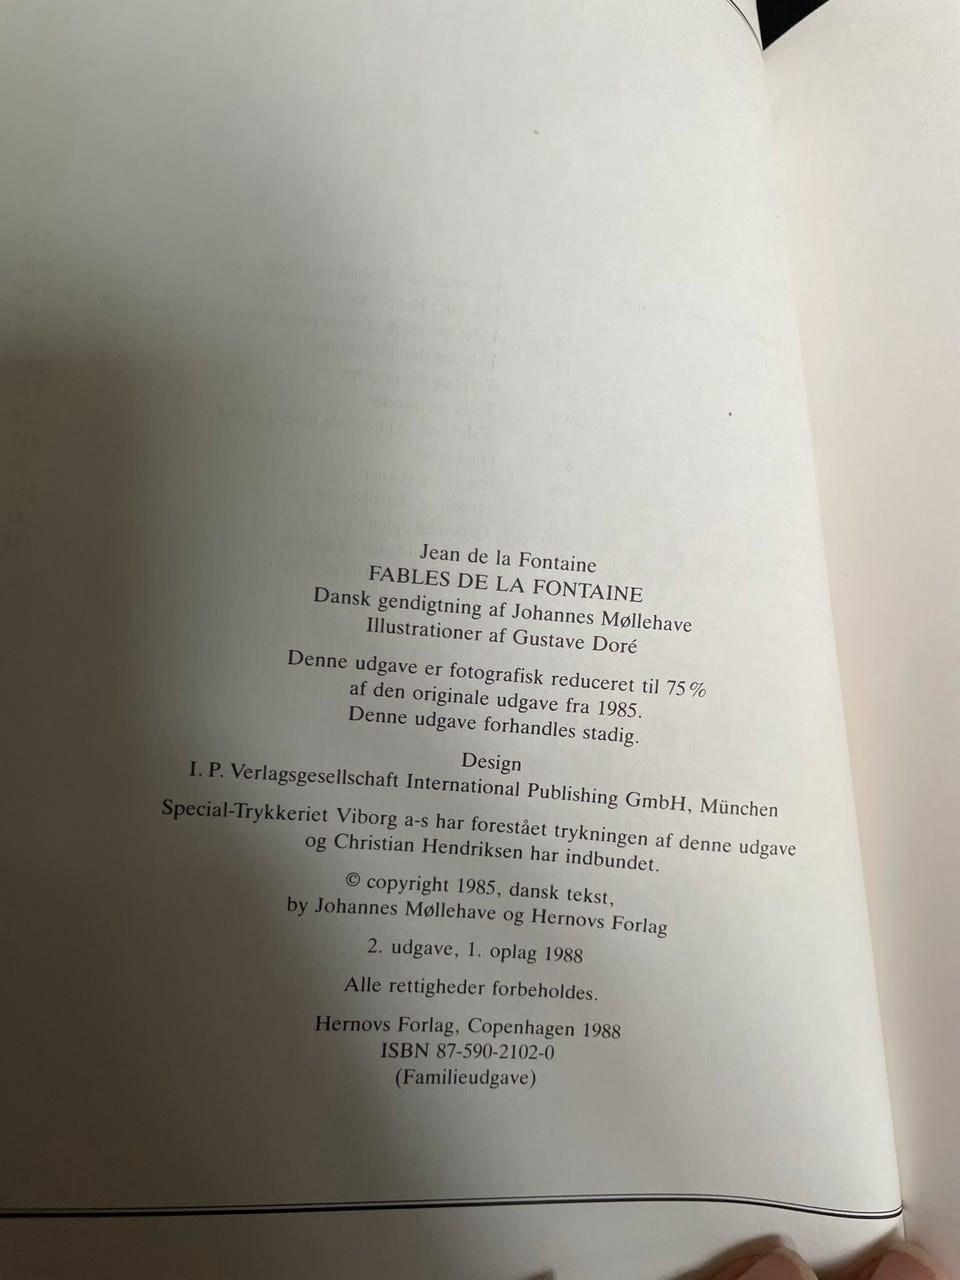 Jean de la Fontaine
FABLES DE LA FONTAINE
Dansk gendigtning af Johannes Møllehave
Illustrationer af Gustave Doré
Denne udgave er fotografisk reduceret til 75%
af den originale udgave fra 1985.
Denne udgave forhandles stadig.
Design
I. P. Verlagsgesellschaft International Publishing GmbH, München
Special-Trykkeriet Viborg a-s har forestået trykningen af denne udgave
og Christian Hendriksen har indbundet.
© copyright 1985, dansk tekst,
by Johannes Møllehave og Hernovs Forlag
2. udgave, 1. oplag 1988
Alle rettigheder forbeholdes.
Hernovs Forlag, Copenhagen 1988
ISBN 87-590-2102-0
(Familieudgave)